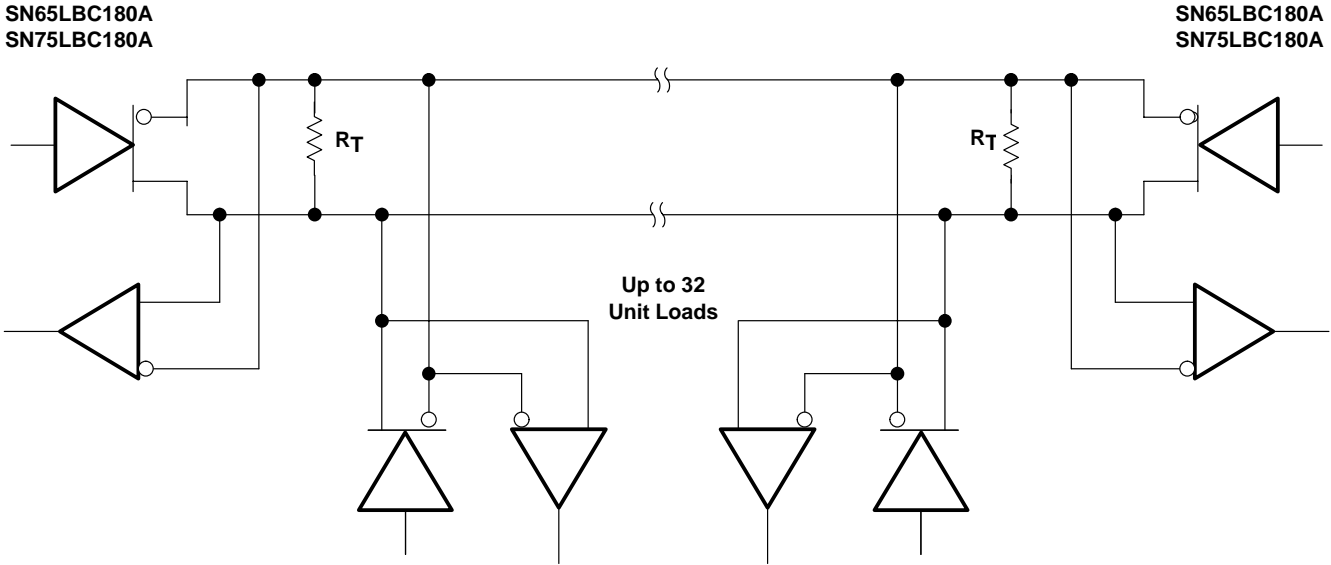 SN65LBC180A
SN75LBC180A
SN65LBC180A
SN75LBC180A
RT
RT
Up to 32
Unit Loads